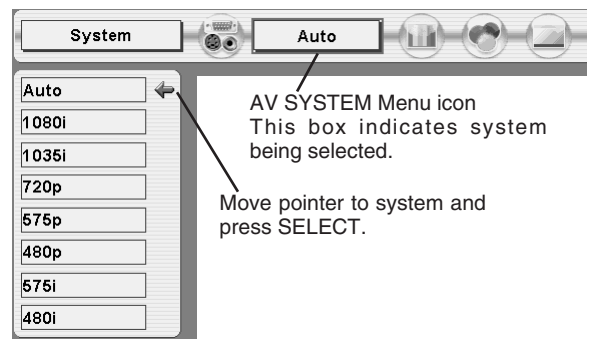 System
Auto
Auto
1080i
1035i
720p
575p
480p
575i
480i
AV SYSTEM Menu icon
This box indicates system
being selected.
Move pointer to system and
press SELECT.